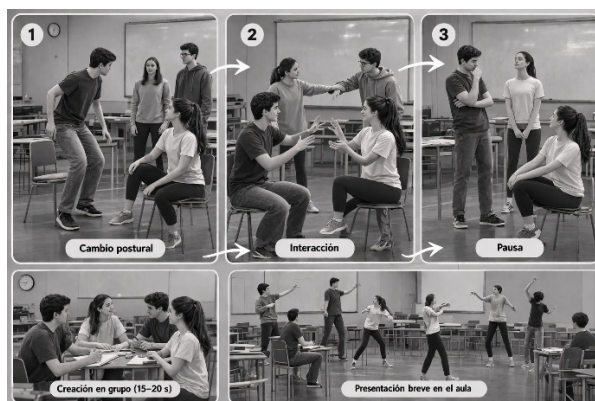 1
2
3
Cambio postural
Interacción
Pausa
Creación en grupo (15–20 s)
Presentación breve en el aula